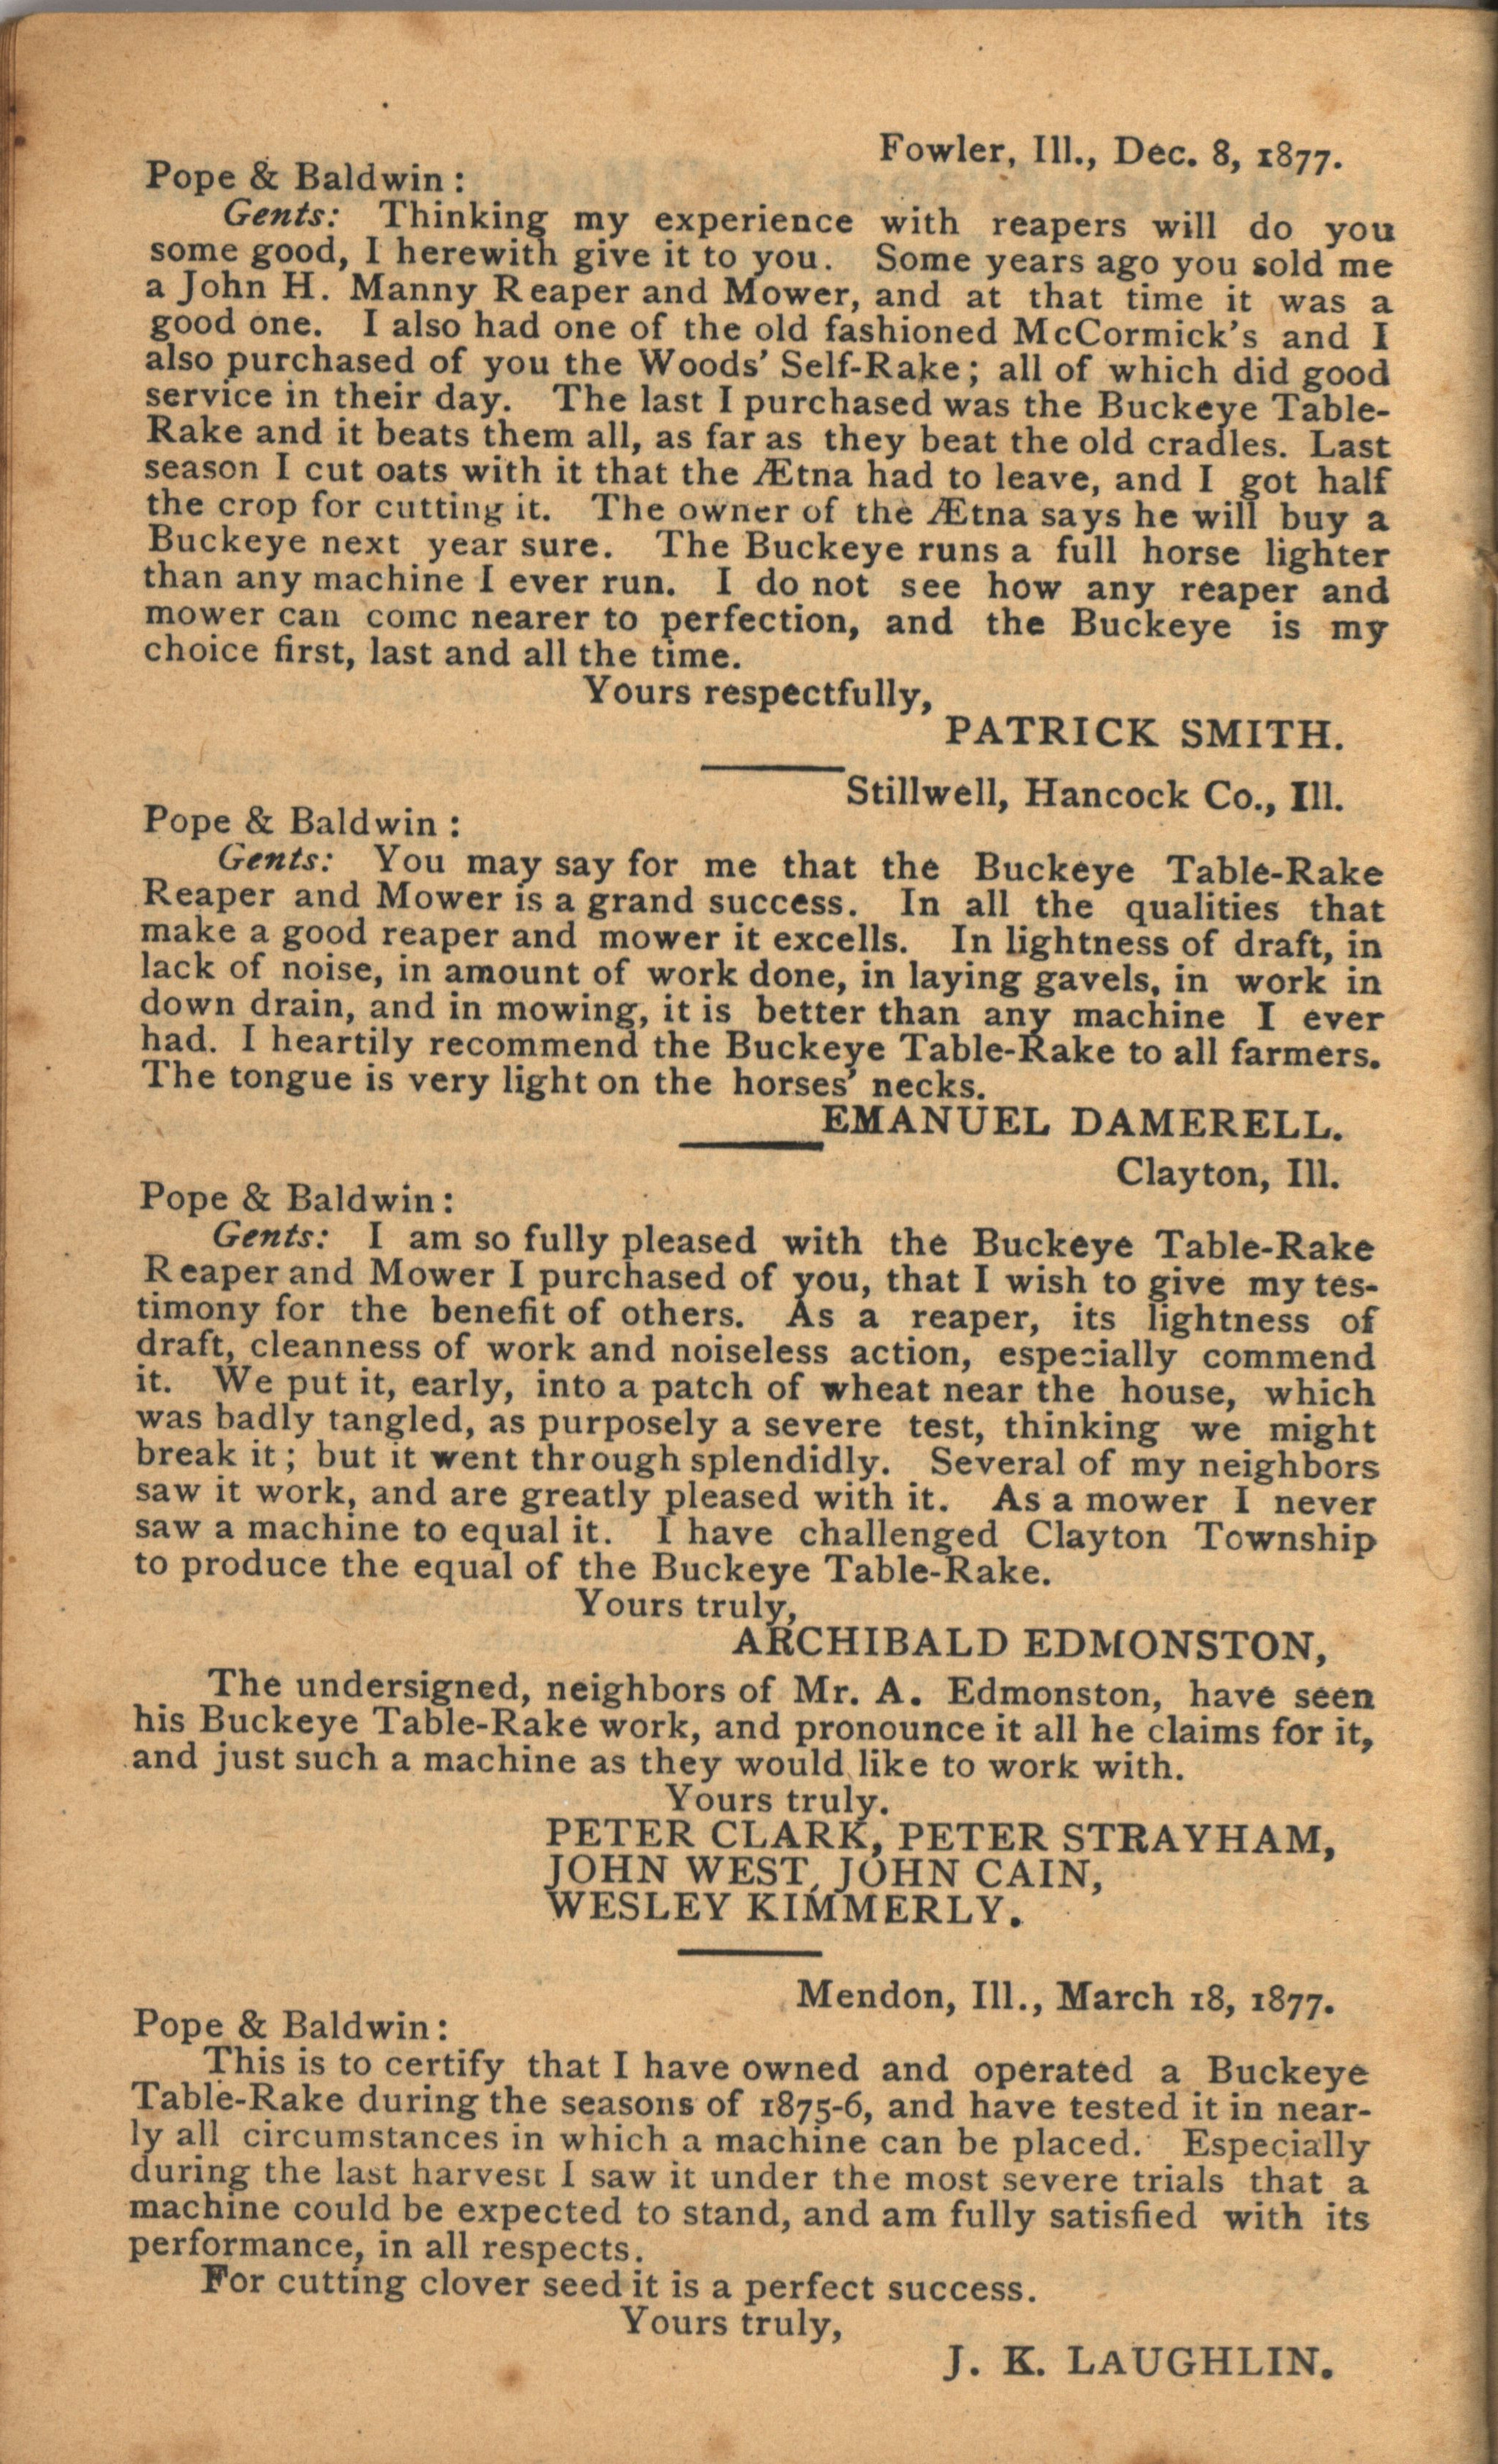 Fowler, Ill., Dec. 8, 1877.
Pope & Baldwin:
Gents: Thinking my experience with reapers will do you
some good, I herewith give it to you. Some years ago you sold me
a John H. Manny Reaper and Mower, and at that time it was a
good one. I also had one of the old fashioned McCormick's and I
also purchased of you the Woods' Self-Rake; all of which did good
service in their day. The last I purchased was the Buckeye Table-
Rake and it beats them all, as far as they beat the old cradles. Last
season I cut oats with it that the Ætna had to leave, and I got half
the crop for cutting it. The owner of the Ætna says he will buy a
Buckeye next year sure. The Buckeye runs a full horse lighter
than any machine I ever run. I do not see how any reaper and
mower can come nearer to perfection, and the Buckeye is my
choice first, last and all the time.
Yours respectfully,
PATRICK SMITH.
Stillwell, Hancock Co., Ill.
Pope & Baldwin:
Gents: You may say for me that the Buckeye Table-Rake
Reaper and Mower is a grand success. In all the qualities that
make a good reaper and mower it excells. In lightness of draft, in
lack of noise, in amount of work done, in laying gavels, in work in
down drain, and in mowing, it is better than any machine I ever
had. I heartily recommend the Buckeye Table-Rake to all farmers.
The tongue is very light on the horses' necks.
EMANUEL DAMERELL.
Clayton, Ill.
Pope & Baldwin:
Gents: I am so fully pleased with the Buckeye Table-Rake
Reaper and Mower I purchased of you, that I wish to give my tes-
timony for the benefit of others. As a reaper, its lightness of
draft, cleanness of work and noiseless action, especially commend
it. We put it, early, into a patch of wheat near the house, which
was badly tangled, as purposely a severe test, thinking we might
break it; but it went through splendidly. Several of my neighbors
saw it work, and are greatly pleased with it. As a mower I never
saw a machine to equal it. I have challenged Clayton Township
to produce the equal of the Buckeye Table-Rake.
Yours truly,
ARCHIBALD EDMONSTON,
The undersigned, neighbors of Mr. A. Edmonston, have seen
his Buckeye Table-Rake work, and pronounce it all he claims for it,
and just such a machine as they would like to work with.
Yours truly.
PETER CLARK, PETER STRAYHAM,
JOHN WEST, JOHN CAIN,
WESLEY KIMMERLY.
Mendon, Ill., March 18, 1877.
Pope & Baldwin:
This is to certify that I have owned and operated a Buckeye
Table-Rake during the seasons of 1875-6, and have tested it in near-
ly all circumstances in which a machine can be placed. Especially
during the last harvest I saw it under the most severe trials that a
machine could be expected to stand, and am fully satisfied with its
performance, in all respects.
For cutting clover seed it is a perfect success.
Yours truly,
J. K. LAUGHLIN.